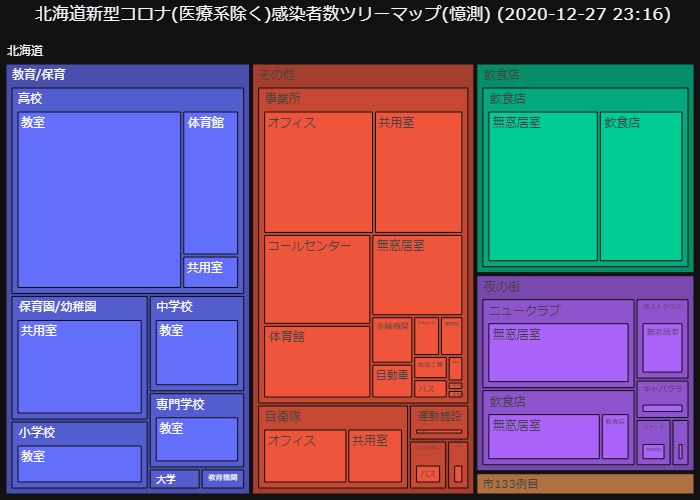 北海道新型コロナ(医療系除く)感染者数ツリーマップ(憶測) (2020-12-27 23:16)
北海道
教育/保育
高校
教室
体育館
共用室
保育園/幼稚園
共用室
中学校
教室
専門学校
教室
小学校
教室
大学
教育機関
その他
事業所
オフィス
共用室
コールセンター
無窓居室
体育館
金融機関
自動車
バス
自衛隊
オフィス
共用室
運動施設
バス
飲食店
飲食店
無窓居室
飲食店
夜の街
ニュークラブ
無窓居室
ホストクラブ
無窓居室
キャバクラ
飲食店
無窓居室
飲食店
スナック
市133例目